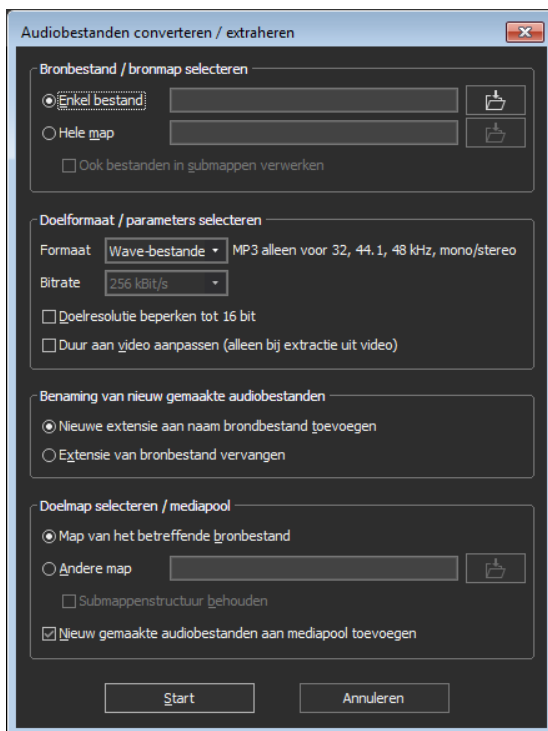 Audiobestanden converteren / extraheren
Bronbestand / bronmap selecteren
Enkel bestand
Hele map
Ook bestanden in submappen verwerken
Doelformaat / parameters selecteren
Formaat Wave-bestande MP3 alleen voor 32, 44.1, 48 kHz, mono/stereo
Bitrate 256 kBit/s
Doelresolutie beperken tot 16 bit
Duur aan video aanpassen (alleen bij extractie uit video)
Benaming van nieuw gemaakte audiobestanden
Nieuwe extensie aan naam brondbestand toevoegen
Extensie van bronbestand vervangen
Doelmap selecteren / mediapool
Map van het betreffende bronbestand
Andere map
Submappenstructuur behouden
Nieuw gemaakte audiobestanden aan mediapool toevoegen
Start Annuleren